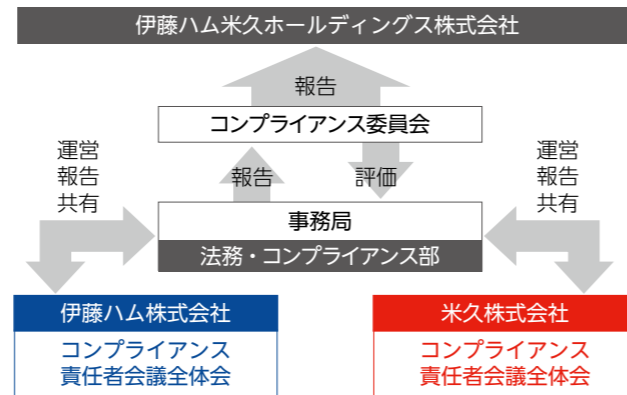 伊藤ハム米久ホールディングス株式会社
報告
コンプライアンス委員会
運営
報告
共有
報告
評価
運営
報告
共有
事務局
法務・コンプライアンス部
伊藤ハム株式会社
コンプライアンス
責任者会議全体会
米久株式会社
コンプライアンス
責任者会議全体会